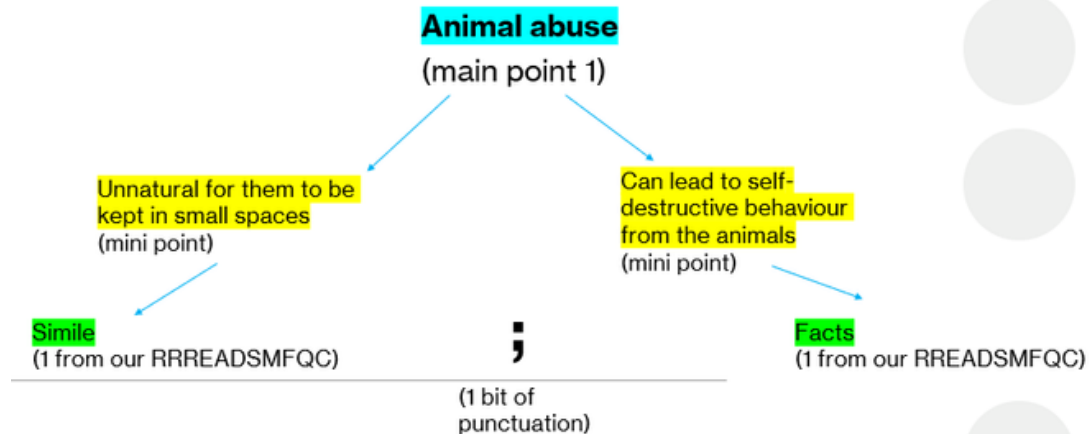 Animal abuse
(main point 1)
Unnatural for them to be
kept in small spaces
(mini point)
Can lead to self-
destructive behaviour
from the animals
(mini point)
Simile
(1 from our RRREADSMFQC)
;
(1 bit of
punctuation)
Facts
(1 from our RREADSMFQC)